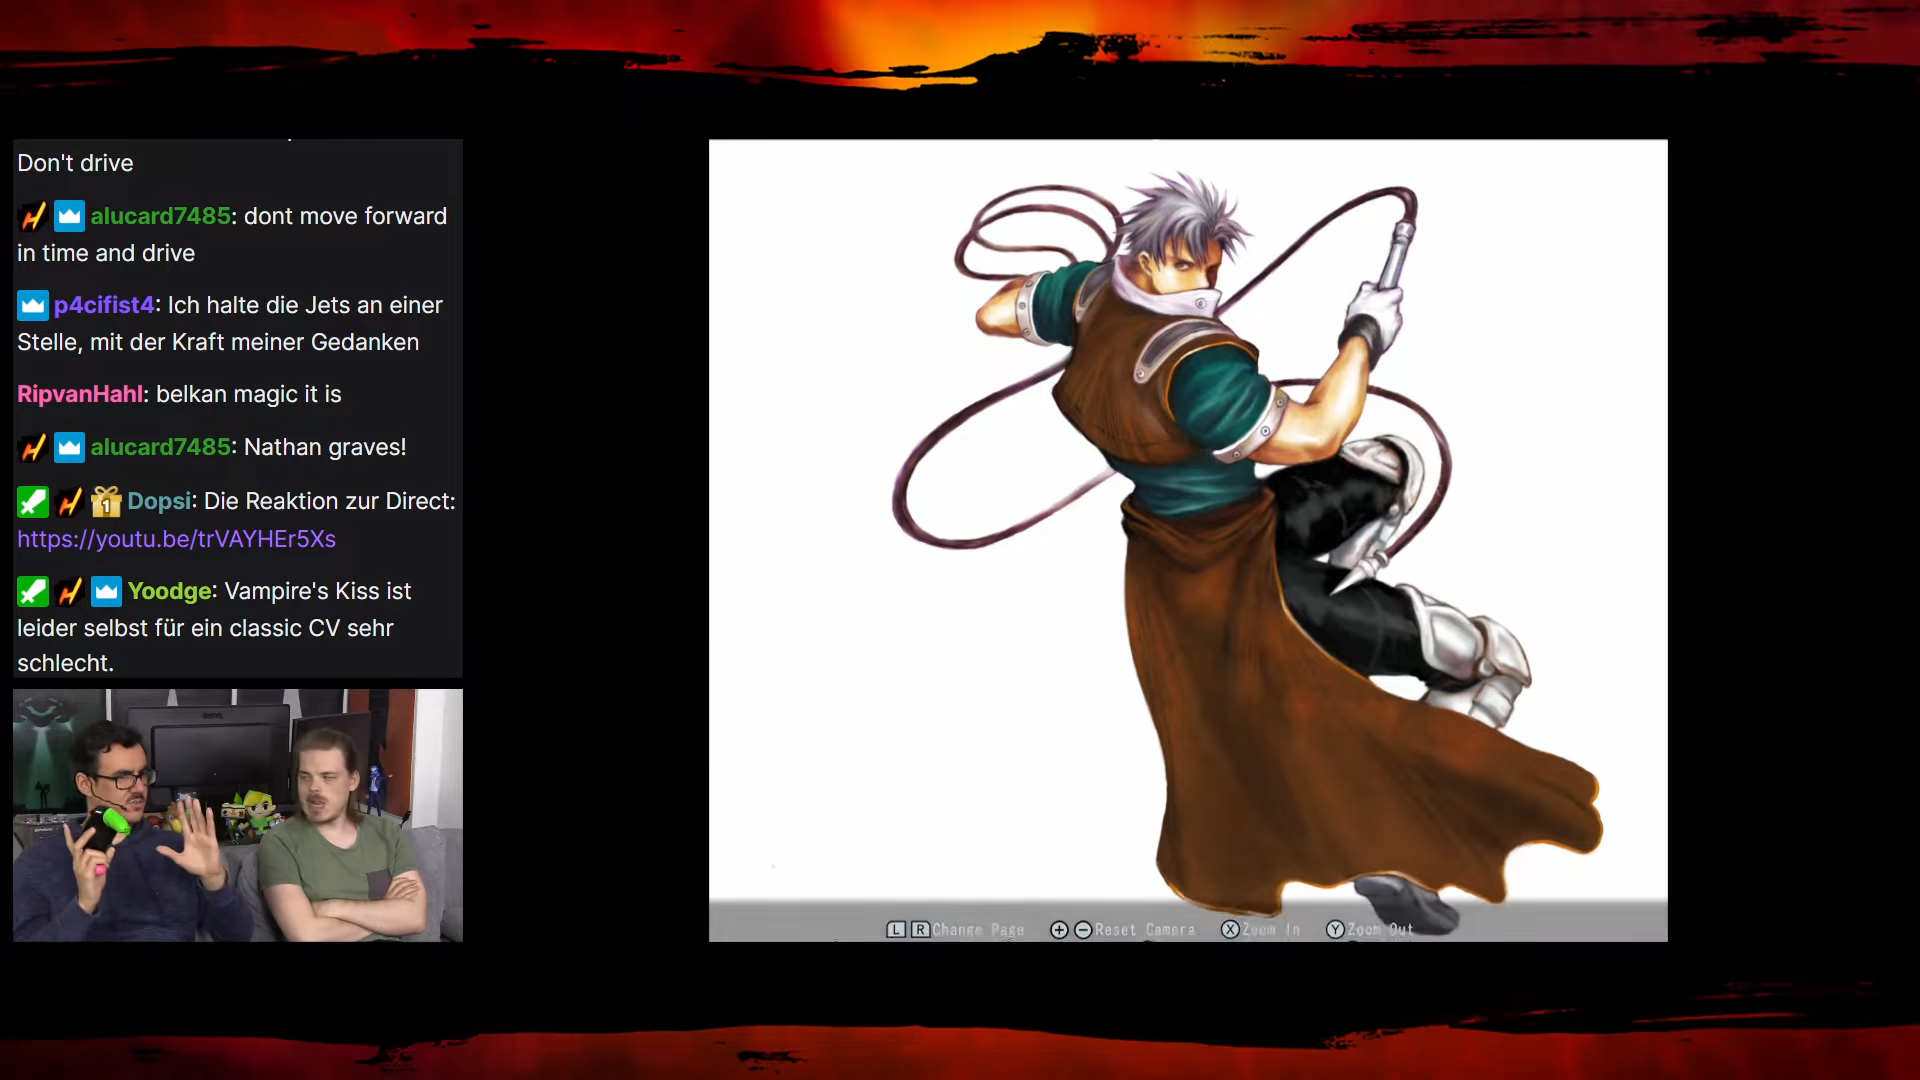 Don't drive
alucard7485: dont move forward
in time and drive
p4cifist4: Ich halte die Jets an einer
Stelle, mit der Kraft meiner Gedanken
RipvanHahl: belkan magic it is
alucard7485: Nathan graves!
1 Dopsi: Die Reaktion zur Direct:
https://youtu.be/trVAYHEr5Xs
Yoodge: Vampire's Kiss ist
leider selbst für ein classic CV sehr
schlecht.
BenQ
L R Change Page + - Reset Camera X Zoom In Y Zoom Out